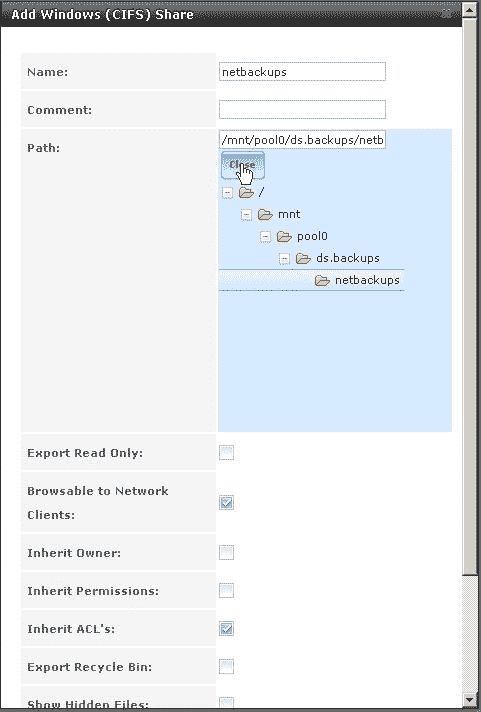 Add Windows (CIFS) Share
Name:
netbackups
Comment:
Path:
/mnt/pool0/ds.backups/netb
Close
/
mnt
pool0
ds.backups
netbackups
Export Read Only:
Browsable to Network
Clients:
Inherit Owner:
Inherit Permissions:
Inherit ACL's:
Export Recycle Bin:
Show Hidden Files: